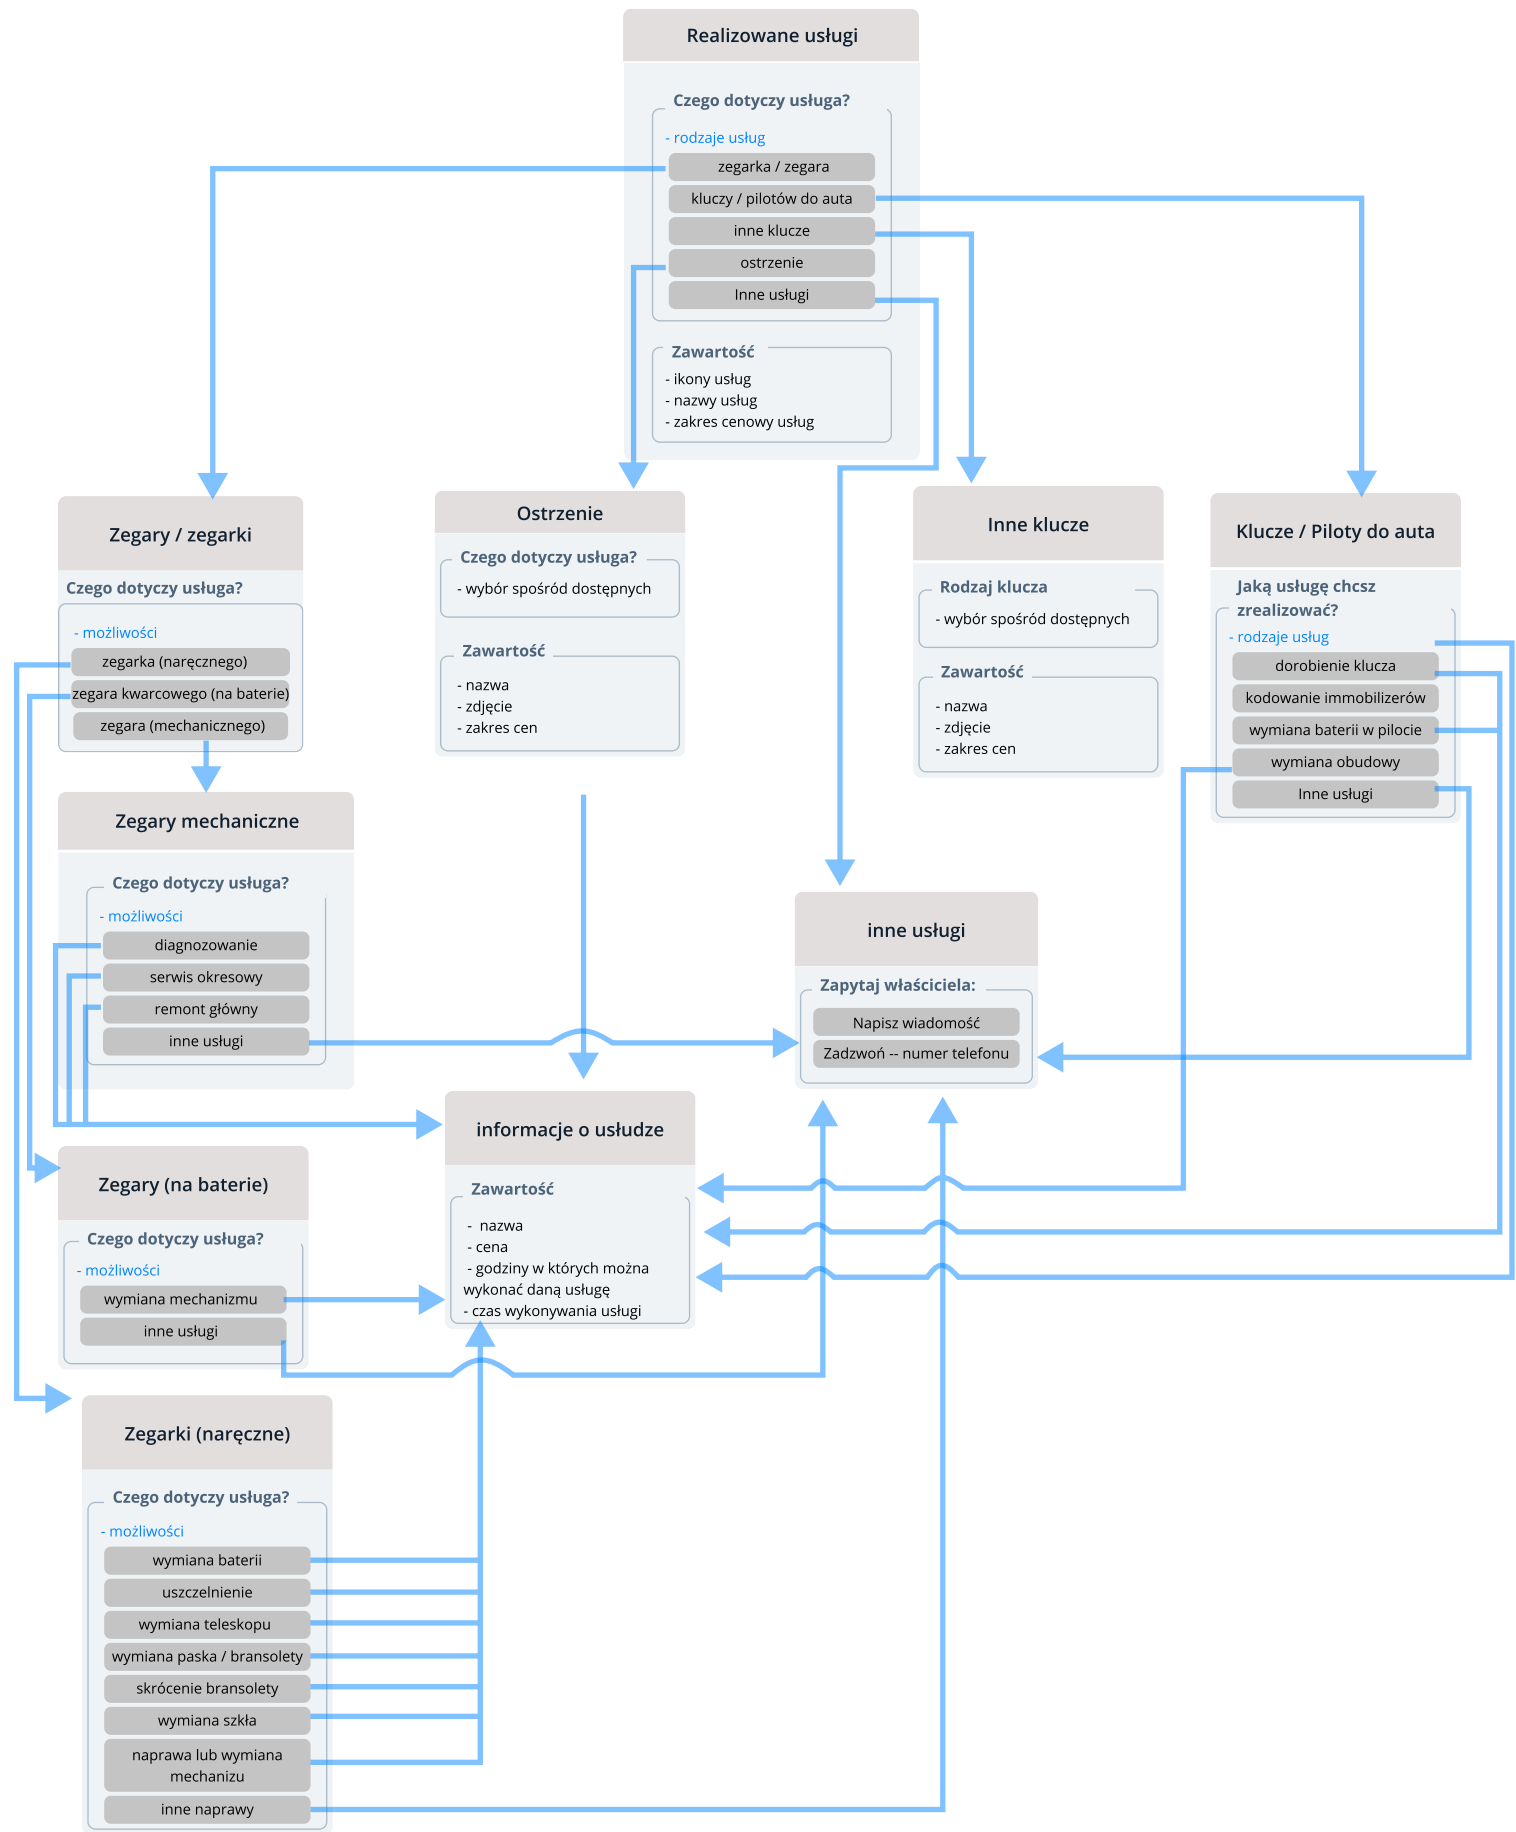 Realizowane usługi
Czego dotyczy usługa?
- rodzaje usług
zegarka / zegara
kluczy / pilotów do auta
inne klucze
ostrzenie
Inne usługi
Zawartość
- ikony usług
- nazwy usług
- zakres cenowy usług
Zegary / zegarki
Czego dotyczy usługa?
- możliwości
zegarka (naręcznego)
zegara kwarcowego (na baterie)
zegara (mechanicznego)
Ostrzenie
Czego dotyczy usługa?
- wybór spośród dostępnych
Zawartość
- nazwa
- zdjęcie
- zakres cen
Inne klucze
Rodzaj klucza
- wybór spośród dostępnych
Zawartość
- nazwa
- zdjęcie
- zakres cen
Klucze / Piloty do auta
Jaką usługę chcsz
zrealizować?
- rodzaje usług
dorobienie klucza
kodowanie immobilizerów
wymiana baterii w pilocie
wymiana obudowy
Inne usługi
Zegary mechaniczne
Czego dotyczy usługa?
- możliwości
diagnozowanie
serwis okresowy
remont główny
inne usługi
inne usługi
Zapytaj właściciela:
Napisz wiadomość
Zadzwoń -- numer telefonu
informacje o usłudze
Zawartość
- nazwa
- cena
- godziny w których można
wykonać daną usługę
- czas wykonywania usługi
Zegary (na baterie)
Czego dotyczy usługa?
- możliwości
wymiana mechanizmu
inne usługi
Zegarki (naręczne)
Czego dotyczy usługa?
- możliwości
wymiana baterii
uszczelnienie
wymiana teleskopu
wymiana paska / bransolety
skrócenie bransolety
wymiana szkła
naprawa lub wymiana
mechanizu
inne naprawy